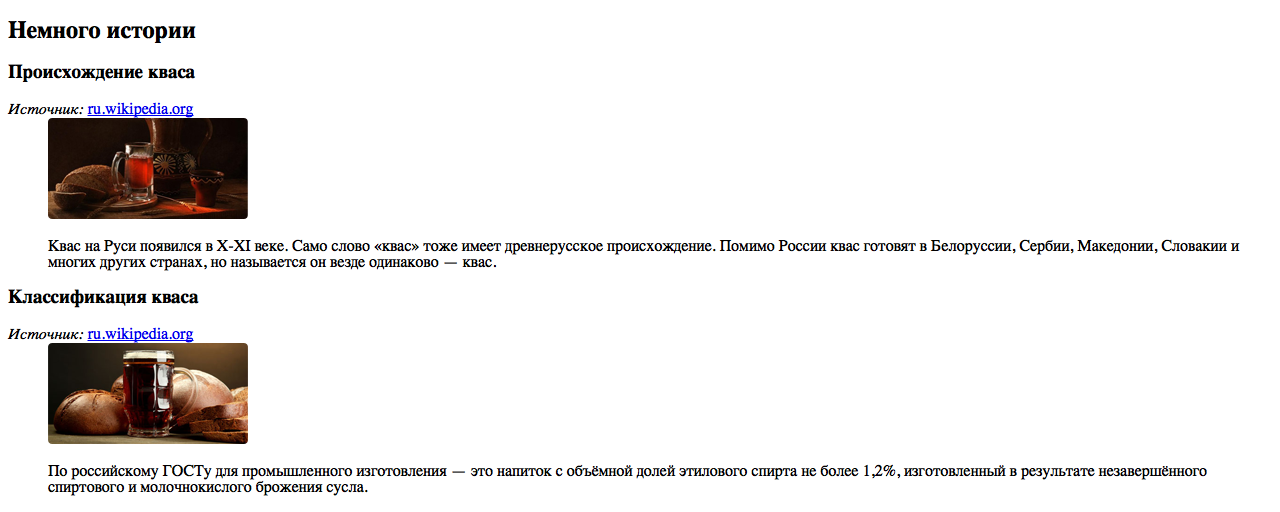 Немного истории
Происхождение кваса
Источник: ru.wikipedia.org
Квас на Руси появился в X-XI веке. Само слово «квас» тоже имеет древнерусское происхождение. Помимо России квас готовят в Белоруссии, Сербии, Македонии, Словакии и
многих других странах, но называется он везде одинаково — квас.
Классификация кваса
Источник: ru.wikipedia.org
По российскому ГОСТу для промышленного изготовления — это напиток с объёмной долей этилового спирта не более 1,2%, изготовленный в результате незавершённого
спиртового и молочнокислого брожения сусла.